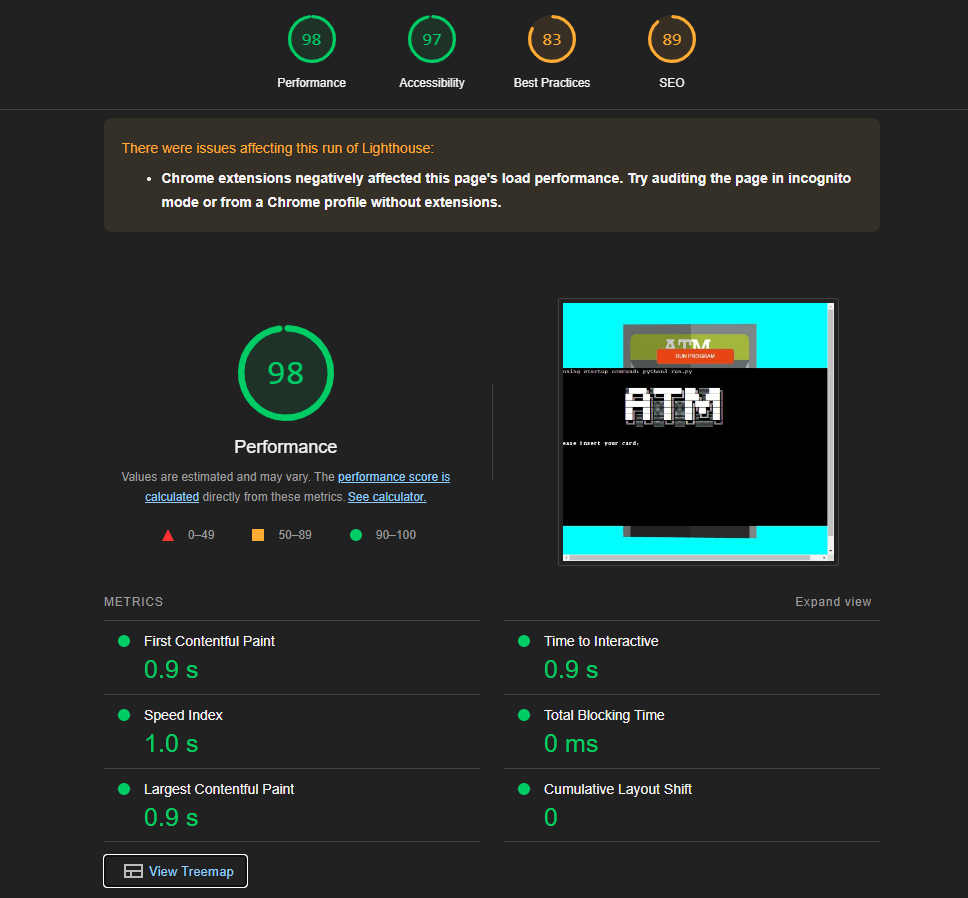 98 97 83 89
Performance Accessibility Best Practices SEO
There were issues affecting this run of Lighthouse:
• Chrome extensions negatively affected this page's load performance. Try auditing the page in incognito
mode or from a Chrome profile without extensions.
98
Performance
Values are estimated and may vary. The performance score is
calculated directly from these metrics. See calculator.
0–49 50–89 90–100
ATM
RUN PROGRAM
nning startup command: python3 run.py
ATM
ease insert your card:
METRICS
Expand view
First Contentful Paint
0.9 s
Time to Interactive
0.9 s
Speed Index
1.0 s
Total Blocking Time
0 ms
Largest Contentful Paint
0.9 s
Cumulative Layout Shift
0
View Treemap